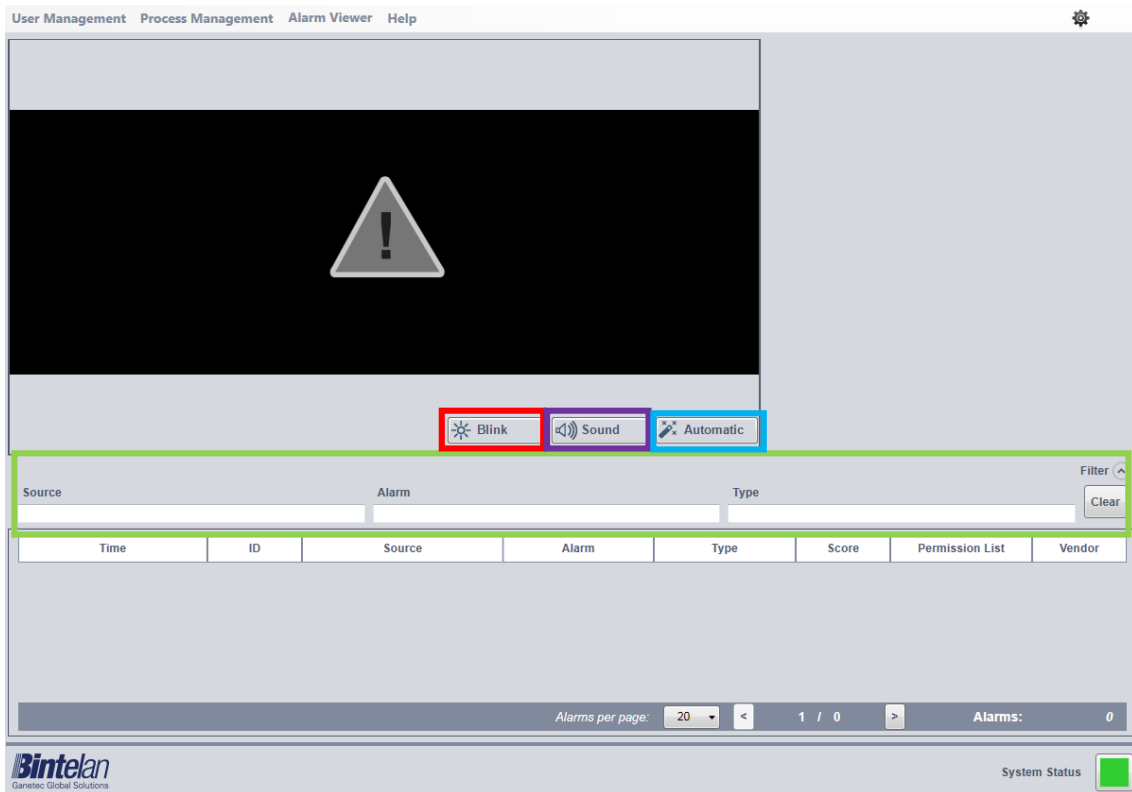 User Management Process Management Alarm Viewer Help
!
Blink Sound Automatic
Filter
Source Alarm Type
Clear
Time ID Source Alarm Type Score Permission List Vendor
Alarms per page: 20 < 1 / 0 > Alarms: 0
Bintelan
Ganetec Global Solutions
System Status